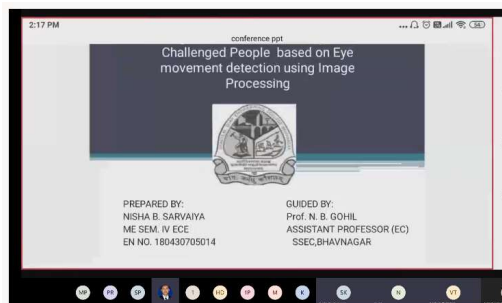 2:17 PM
54
conference ppt
Challenged People based on Eye
movement detection using Image
Processing
PREPARED BY:
NISHA B. SARVAIYA
ME SEM. IV ECE
EN NO. 180430705014
GUIDED BY:
Prof. N. B. GOHIL
ASSISTANT PROFESSOR (EC)
SSEC,BHAVNAGAR
MP PR SP T HD IP M K SK N VT